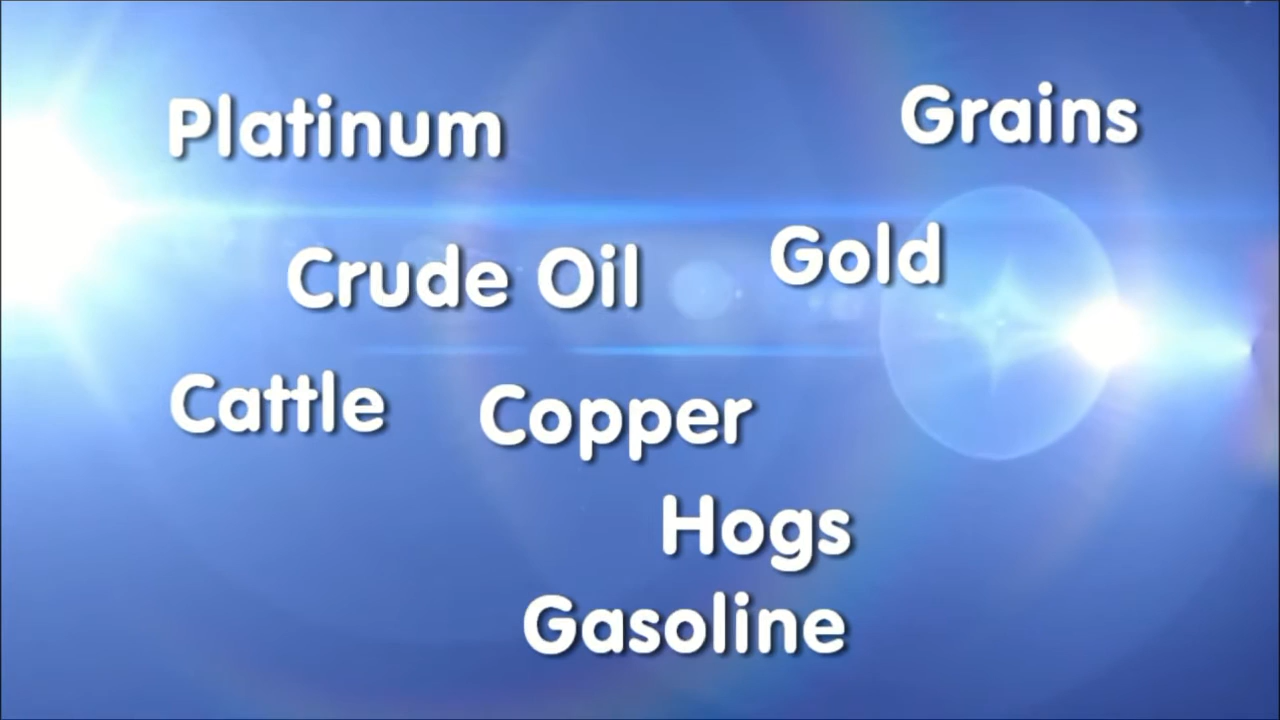 Platinum
Grains
Crude Oil
Gold
Cattle
Copper
Hogs
Gasoline